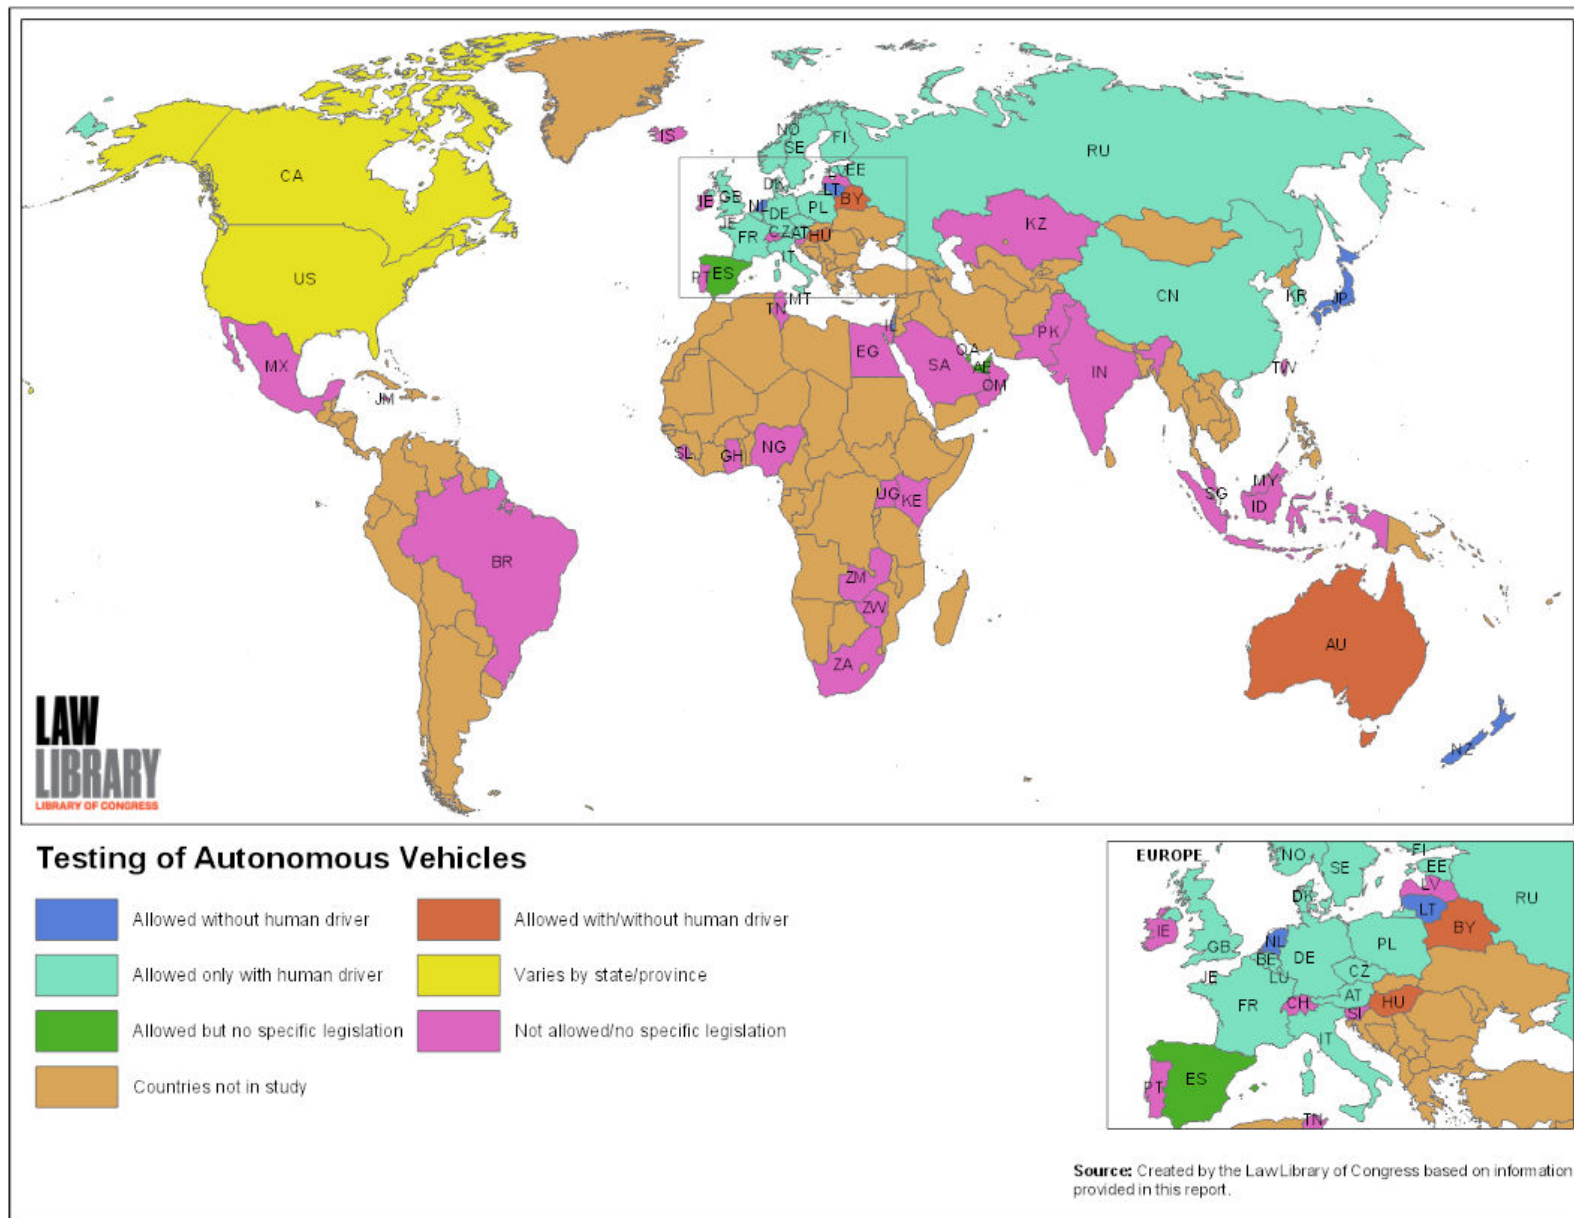 CA
US
MX
JM
BR
IS
NO
SE
FI
RU
EE
LV
LT
BY
DK
IE
GB
NL
DE
PL
JE
FR
CZ
AT
HU
IT
PT
ES
MT
TN
KZ
CN
KR
JP
IL
EG
SA
QA
AE
OM
PK
IN
TW
SL
GH
NG
UG
KE
MY
SG
ID
ZM
ZW
ZA
AU
NZ
LAW
LIBRARY
LIBRARY OF CONGRESS
Testing of Autonomous Vehicles
Allowed without human driver
Allowed with/without human driver
Allowed only with human driver
Varies by state/province
Allowed but no specific legislation
Not allowed/no specific legislation
Countries not in study
EUROPE
NO
SE
FI
EE
LV
LT
RU
DK
BY
IE
GB
NL
BE
DE
PL
JE
LU
CZ
FR
AT
CH
HU
SI
IT
PT
ES
TN
Source: Created by the Law Library of Congress based on information
provided in this report.